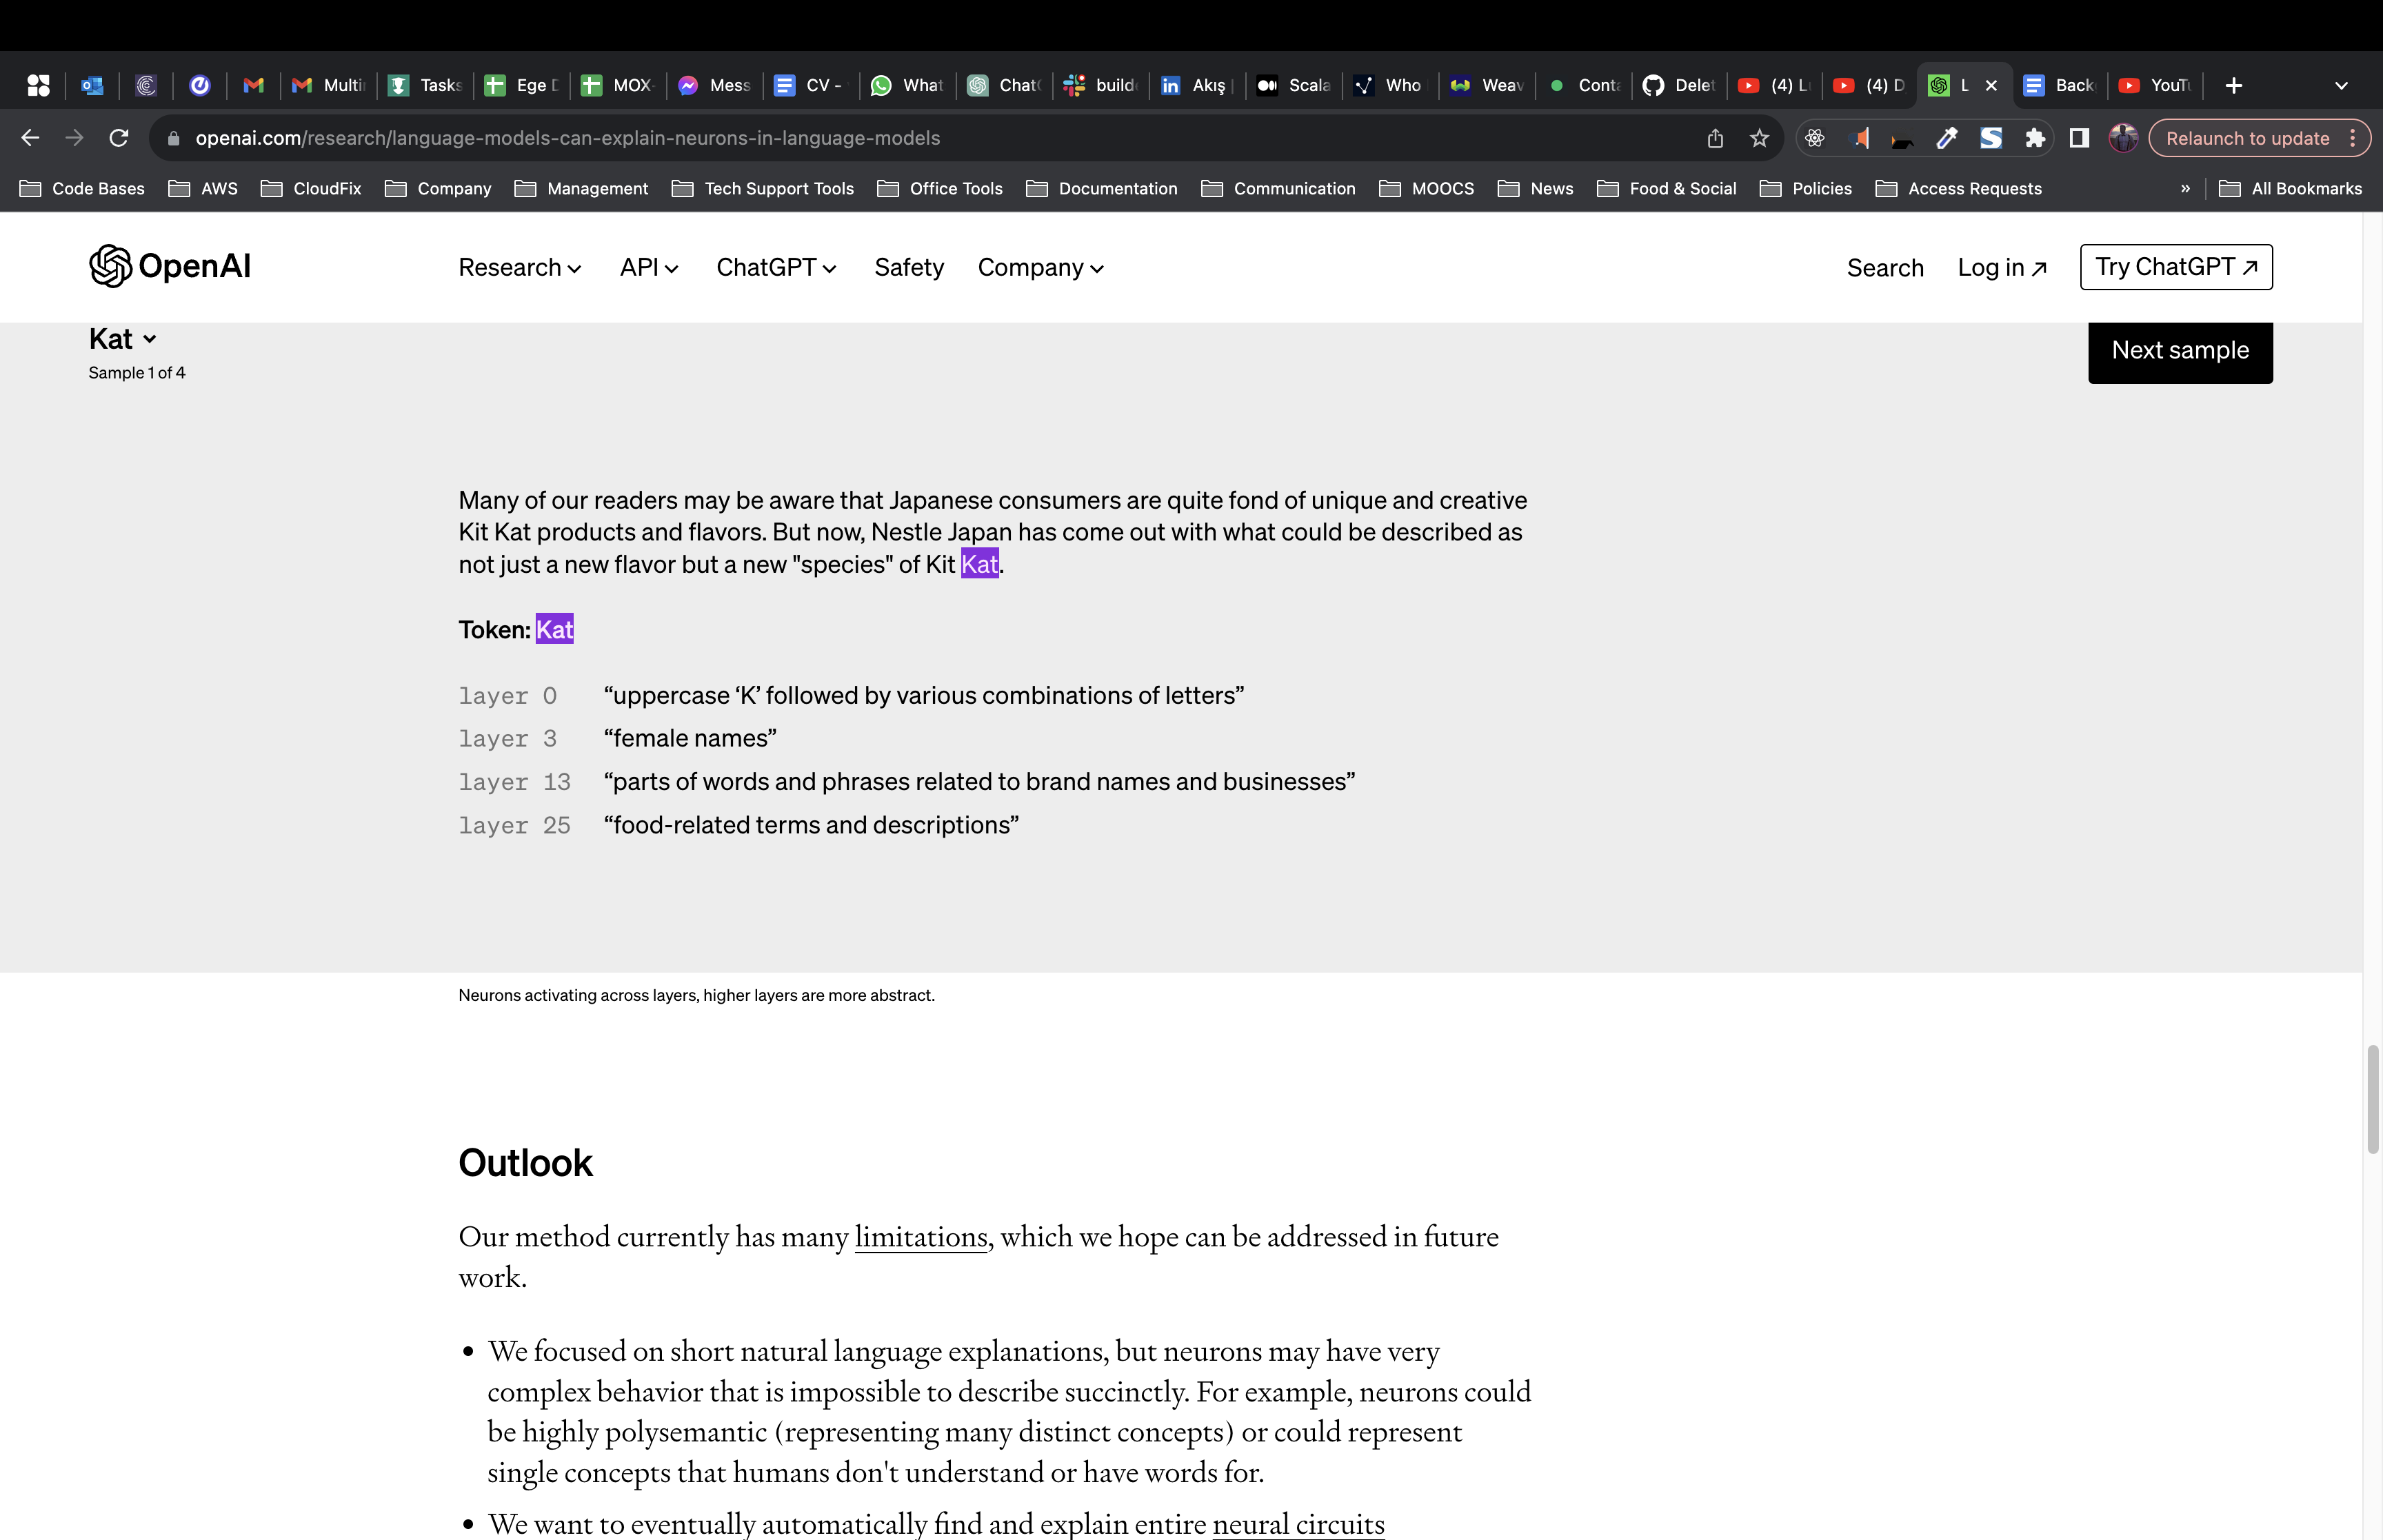 Multi
Tasks
Ege
MOX-
Mess
CV -
What
Chat
build
Akış
Scala
Who
Weav
Conta
Delet
(4) L
(4) D
L
Back
YouT
openai.com/research/language-models-can-explain-neurons-in-language-models
Relaunch to update
Code Bases
AWS
CloudFix
Company
Management
Tech Support Tools
Office Tools
Documentation
Communication
MOOCS
News
Food & Social
Policies
Access Requests
»
All Bookmarks
OpenAI
Research
API
ChatGPT
Safety
Company
Search
Log in ↗
Try ChatGPT ↗
Kat
Sample 1 of 4
Next sample
Many of our readers may be aware that Japanese consumers are quite fond of unique and creative
Kit Kat products and flavors. But now, Nestle Japan has come out with what could be described as
not just a new flavor but a new "species" of Kit Kat.
Token: Kat
layer 0 “uppercase ‘K’ followed by various combinations of letters”
layer 3 “female names”
layer 13 “parts of words and phrases related to brand names and businesses”
layer 25 “food-related terms and descriptions”
Neurons activating across layers, higher layers are more abstract.
Outlook
Our method currently has many limitations, which we hope can be addressed in future
work.
• We focused on short natural language explanations, but neurons may have very
complex behavior that is impossible to describe succinctly. For example, neurons could
be highly polysemantic (representing many distinct concepts) or could represent
single concepts that humans don't understand or have words for.
• We want to eventually automatically find and explain entire neural circuits